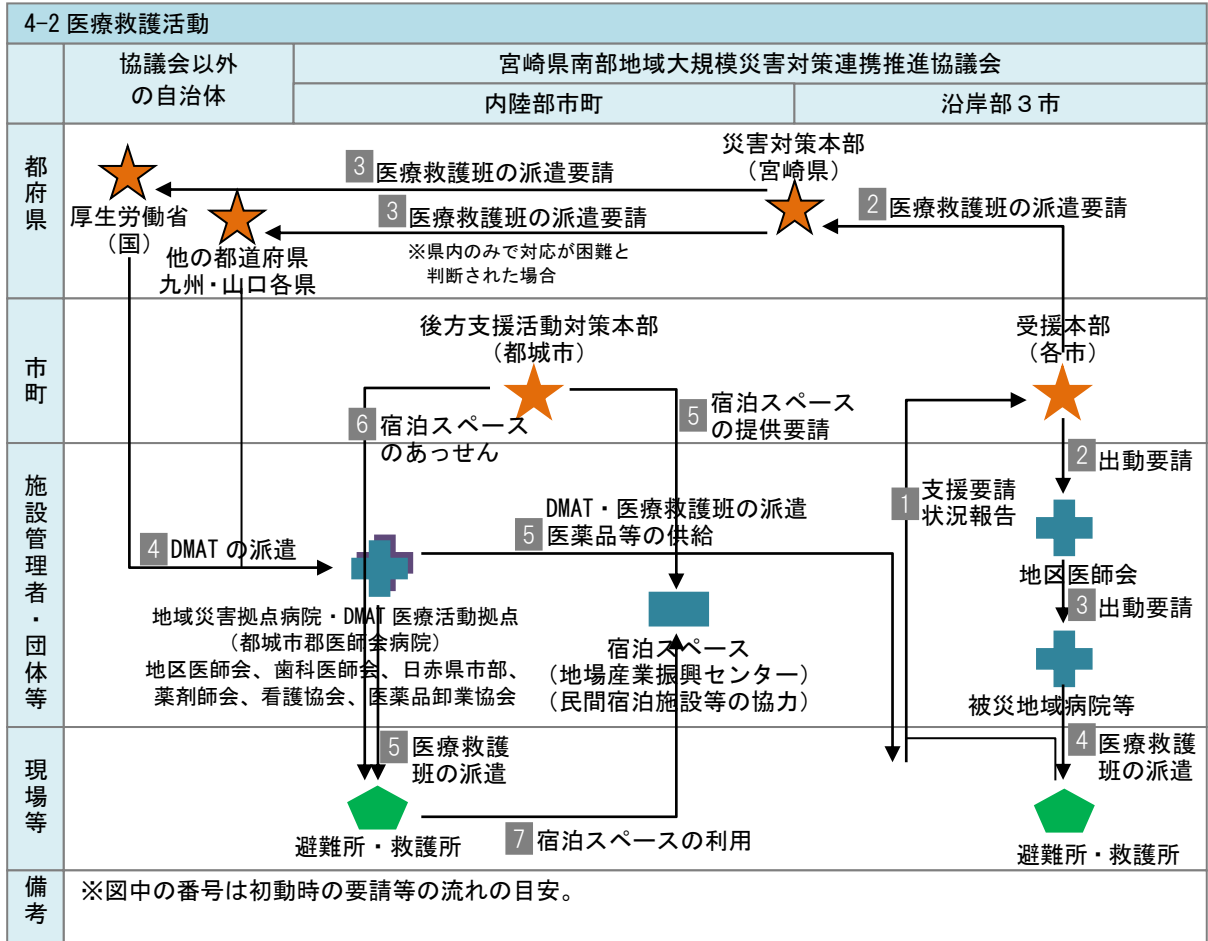 4-2 医療救護活動
協議会以外
の自治体
宮崎県南部地域大規模災害対策連携推進協議会
内陸部市町
沿岸部３市
都府県
災害対策本部
（宮崎県）
3 医療救護班の派遣要請
3 医療救護班の派遣要請
※県内のみで対応が困難と
判断された場合
2 医療救護班の派遣要請
厚生労働省
（国）
他の都道府県
九州・山口各県
市町
後方支援活動対策本部
（都城市）
受援本部
（各市）
6 宿泊スペース
のあっせん
5 宿泊スペース
の提供要請
2 出動要請
施設管理者・団体等
1 支援要請
状況報告
DMAT・医療救護班の派遣
5 医薬品等の供給
4 DMAT の派遣
地区医師会
3 出動要請
地域災害拠点病院・DMAT 医療活動拠点
（都城市郡医師会病院）
地区医師会、歯科医師会、日赤県市部、
薬剤師会、看護協会、医薬品卸業協会
宿泊スペース
（地場産業振興センター）
（民間宿泊施設等の協力）
被災地域病院等
現場等
5 医療救護
班の派遣
4 医療救護
班の派遣
避難所・救護所
7 宿泊スペースの利用
避難所・救護所
備考
※図中の番号は初動時の要請等の流れの目安。